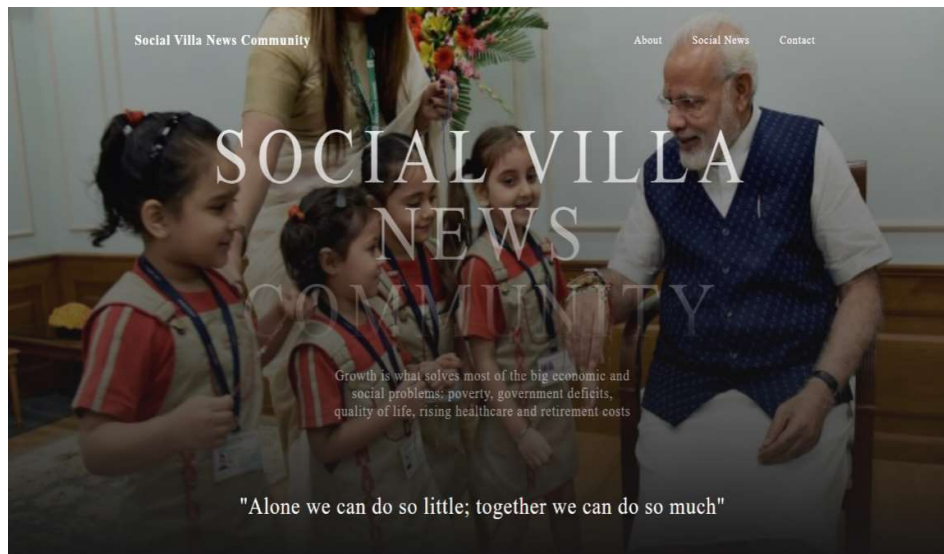 Social Villa News Community
About
Social News
Contact
SOCIAL VILLA
NEWS
COMMUNITY
Growth is what solves most of the big economic and
social problems: poverty, government deficits,
quality of life, rising healthcare and retirement costs
"Alone we can do so little; together we can do so much"